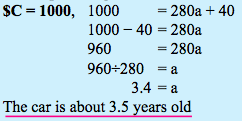 $C = 1000, 1000 = 280a + 40
1000 – 40 = 280a
960 = 280a
960÷280 = a
3.4 = a
The car is about 3.5 years old